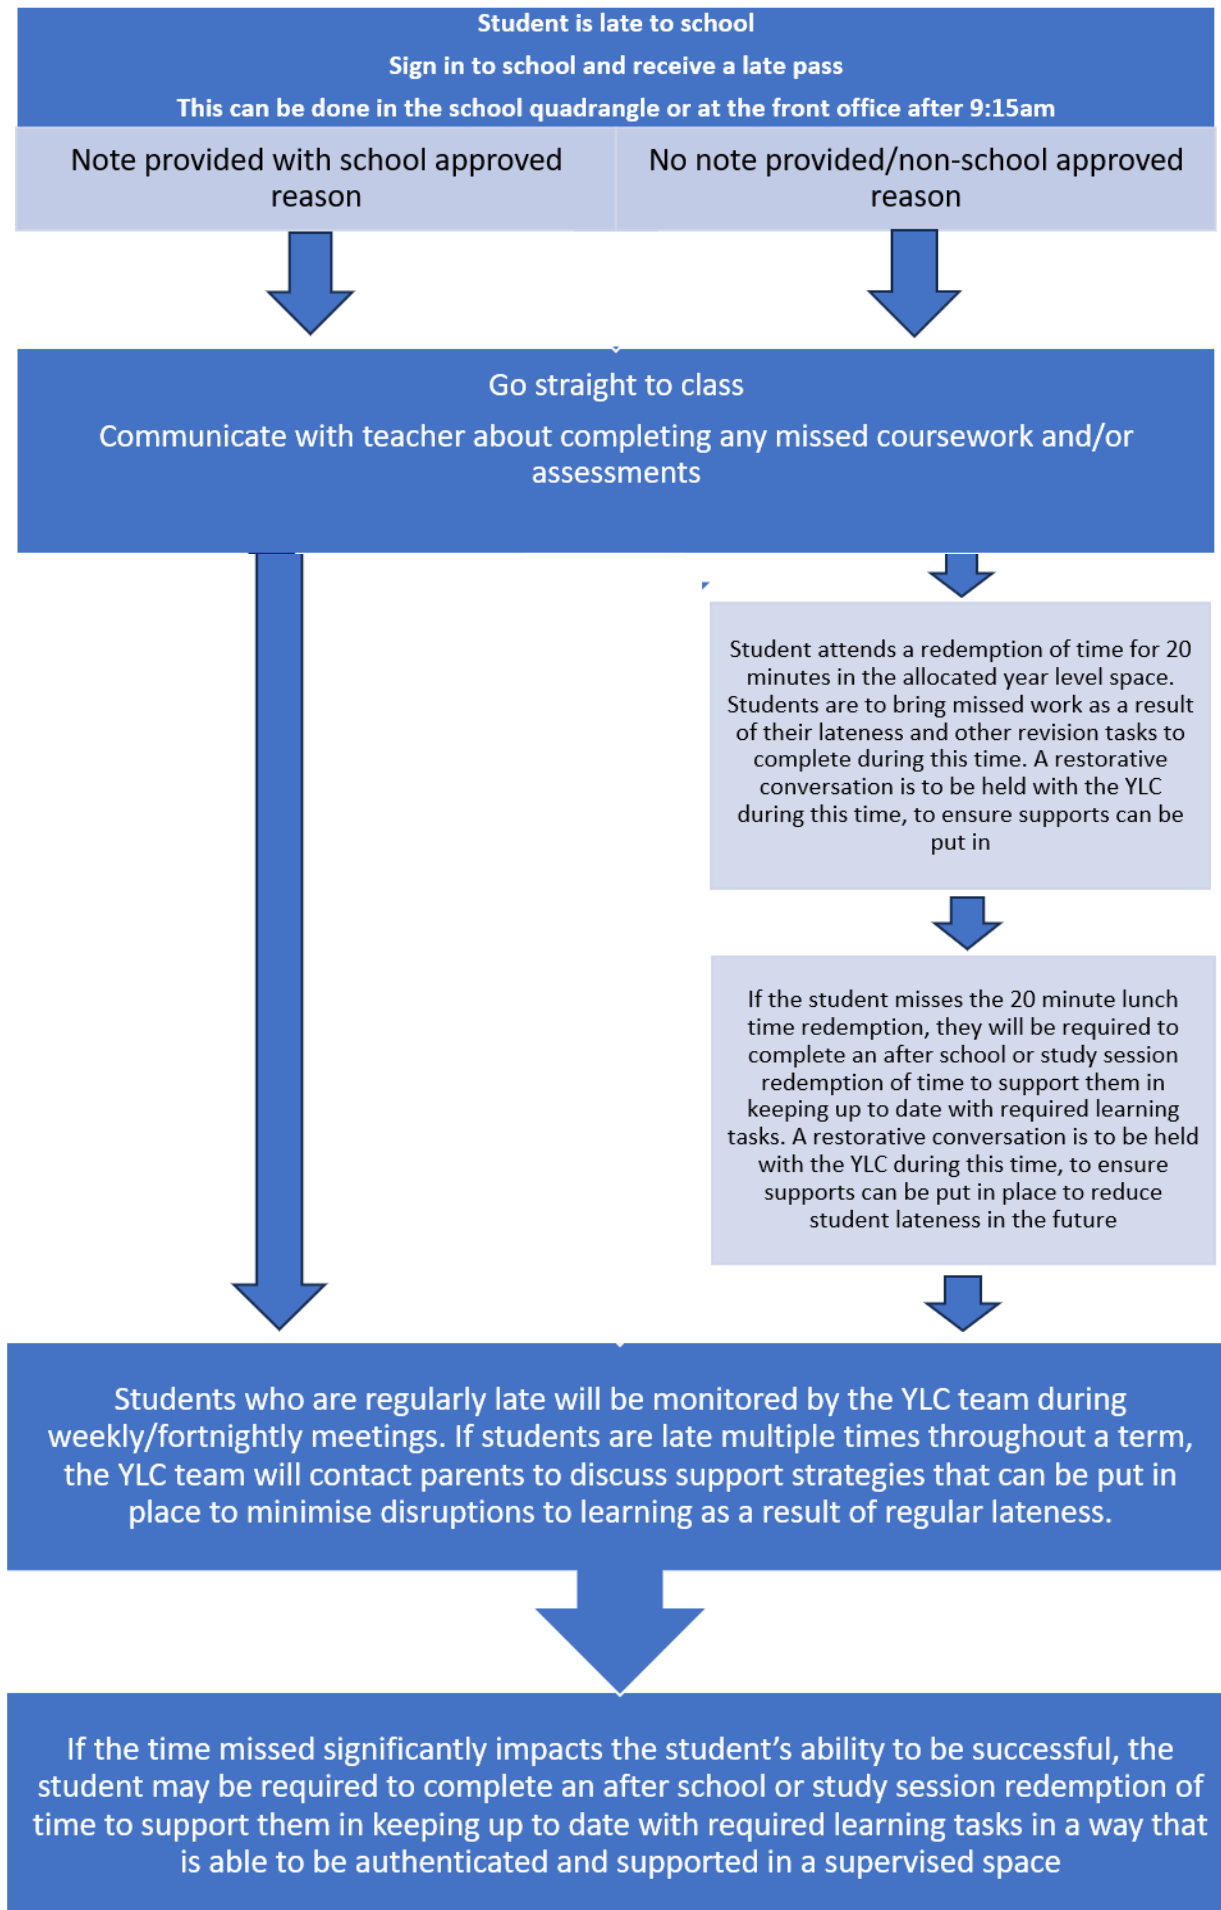 Student is late to school
Sign in to school and receive a late pass
This can be done in the school quadrangle or at the front office after 9:15am
Note provided with school approved
reason
No note provided/non-school approved
reason
Go straight to class
Communicate with teacher about completing any missed coursework and/or
assessments
Student attends a redemption of time for 20
minutes in the allocated year level space.
Students are to bring missed work as a result
of their lateness and other revision tasks to
complete during this time. A restorative
conversation is to be held with the YLC
during this time, to ensure supports can be
put in
If the student misses the 20 minute lunch
time redemption, they will be required to
complete an after school or study session
redemption of time to support them in
keeping up to date with required learning
tasks. A restorative conversation is to be held
with the YLC during this time, to ensure
supports can be put in place to reduce
student lateness in the future
Students who are regularly late will be monitored by the YLC team during
weekly/fortnightly meetings. If students are late multiple times throughout a term,
the YLC team will contact parents to discuss support strategies that can be put in
place to minimise disruptions to learning as a result of regular lateness.
If the time missed significantly impacts the student’s ability to be successful, the
student may be required to complete an after school or study session redemption of
time to support them in keeping up to date with required learning tasks in a way that
is able to be authenticated and supported in a supervised space